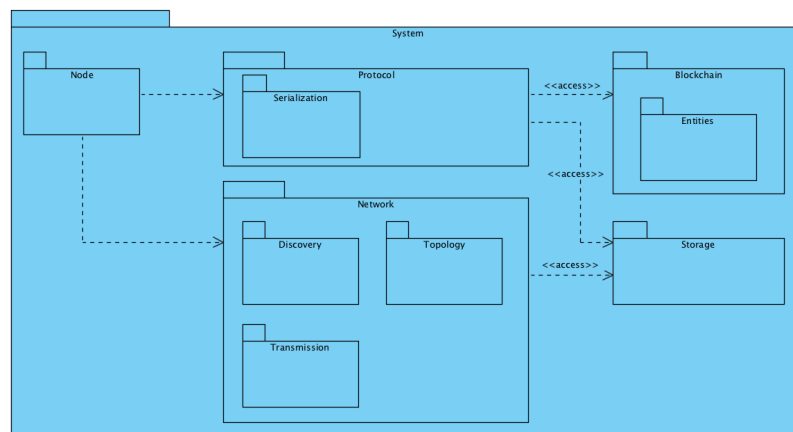 System
Node
Protocol
Blockchain
<<access>>
Serialization
Entities
<<access>>
Network
Discovery
Topology
Storage
<<access>>
Transmission